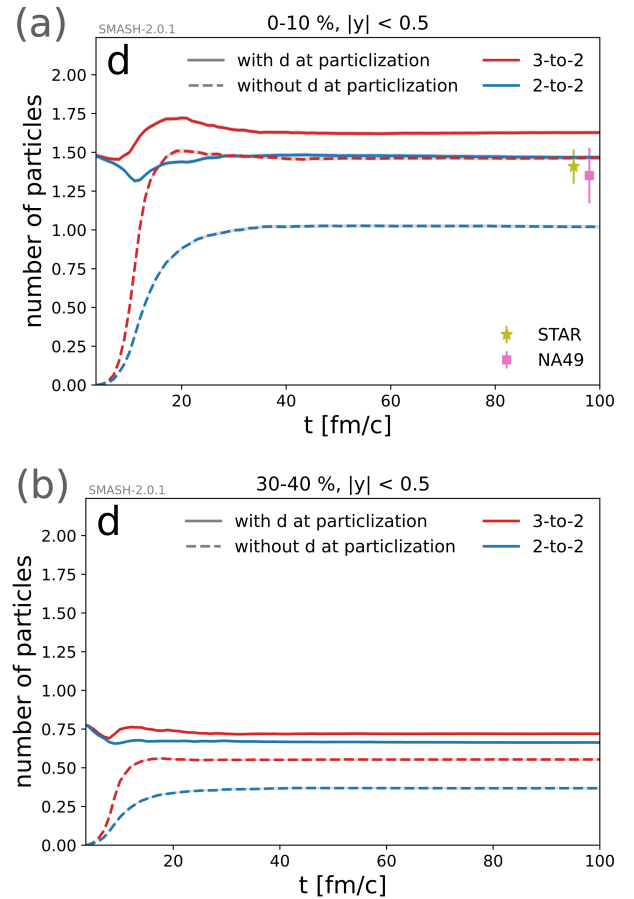 (a)
SMASH-2.0.1
0-10 %, |y| < 0.5
d
with d at particlization
3-to-2
without d at particlization
2-to-2
number of particles
2.00
1.75
1.50
1.25
1.00
0.75
0.50
0.25
0.00
STAR
NA49
20
40
60
80
100
t [fm/c]
(b)
SMASH-2.0.1
30-40 %, |y| < 0.5
d
with d at particlization
3-to-2
without d at particlization
2-to-2
number of particles
2.00
1.75
1.50
1.25
1.00
0.75
0.50
0.25
0.00
20
40
60
80
100
t [fm/c]